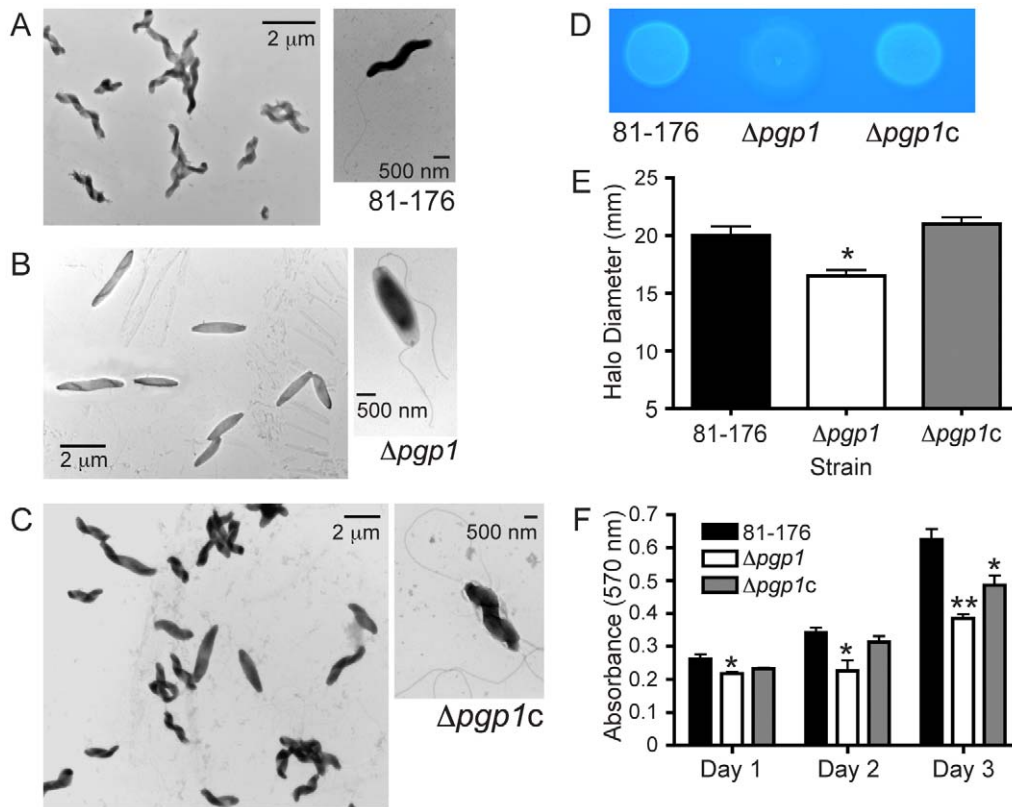 A
2 μm
500 nm
81-176
B
2 μm
500 nm
Δpgp1
C
2 μm
500 nm
Δpgp1c
D
81-176 Δpgp1 Δpgp1c
E
Halo Diameter (mm)
25
20
15
10
5
*
81-176 Δpgp1 Δpgp1c
Strain
F
Absorbance (570 nm)
0.7
0.6
0.5
0.4
0.3
0.2
0.1
0
81-176
Δpgp1
Δpgp1c
*
*
**
*
Day 1 Day 2 Day 3